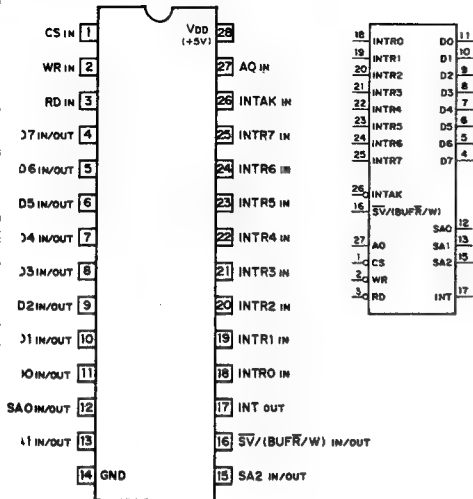 CS IN 1
WR IN 2
RD IN 3
D7 IN/OUT 4
D6 IN/OUT 5
D5 IN/OUT 6
D4 IN/OUT 7
D3 IN/OUT 8
D2 IN/OUT 9
D1 IN/OUT 10
D0 IN/OUT 11
SA0 IN/OUT 12
A1 IN/OUT 13
14 GND
VDD 28
(+5V)
27 AQ IN
26 INTAK IN
25 INTR7 IN
24 INTR6 IN
23 INTR5 IN
22 INTR4 IN
21 INTR3 IN
20 INTR2 IN
19 INTR1 IN
18 INTR0 IN
17 INT OUT
16 SV/(BUFR/W) IN/OUT
15 SA2 IN/OUT
18 INTR0 D0 11
19 INTR1 D1 10
20 INTR2 D2 9
21 INTR3 D3 8
22 INTR4 D4 7
23 INTR5 D5 6
24 INTR6 D6 5
25 INTR7 D7 4
26 INTAK
16 SV/(BUFR/W)
SA0 12
27 A0 SA1 13
1 CS SA2 15
2 WR
3 RD INT 17